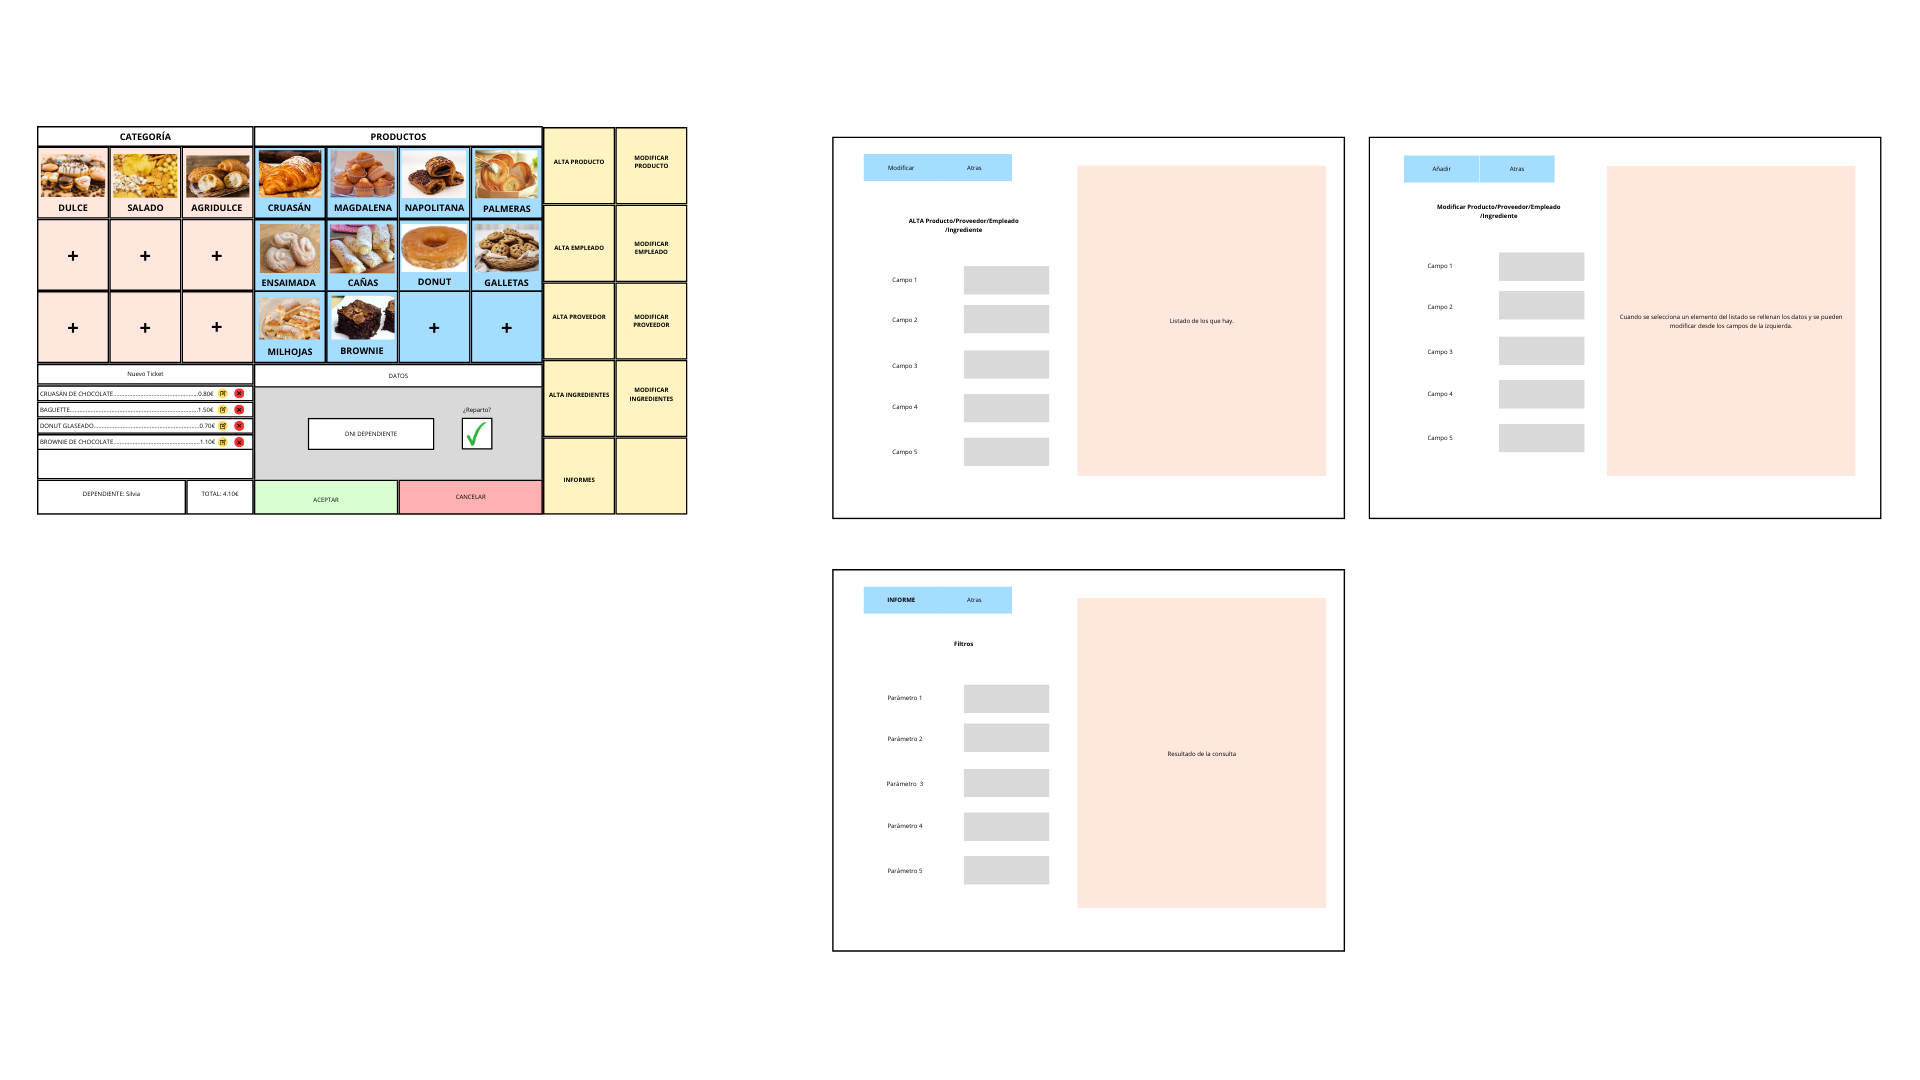 CATEGORÍA
PRODUCTOS
ALTA PRODUCTO
MODIFICAR
PRODUCTO
DULCE
SALADO
AGRIDULCE
CRUASÁN
MAGDALENA
NAPOLITANA
PALMERAS
+
+
+
ENSAIMADA
CAÑAS
DONUT
GALLETAS
ALTA EMPLEADO
MODIFICAR
EMPLEADO
+
+
+
MILHOJAS
BROWNIE
+
+
ALTA PROVEEDOR
MODIFICAR
PROVEEDOR
Nuevo Ticket
CRUASÁN DE CHOCOLATE..................................................0.80€
BAGUETTE..........................................................................1.50€
DONUT GLASEADO...............................................................0.70€
BROWNIE DE CHOCOLATE...................................................1.10€
DEPENDIENTE: Silvia
TOTAL: 4.10€
DATOS
DNI DEPENDIENTE
¿Reparto?
ACEPTAR
CANCELAR
ALTA INGREDIENTES
MODIFICAR
INGREDIENTES
INFORMES
Modificar
Atras
ALTA Producto/Proveedor/Empleado
/Ingrediente
Campo 1
Campo 2
Campo 3
Campo 4
Campo 5
Listado de los que hay.
Añadir
Atras
Modificar Producto/Proveedor/Empleado
/Ingrediente
Campo 1
Campo 2
Campo 3
Campo 4
Campo 5
Cuando se selecciona un elemento del listado se rellenan los datos y se pueden
modificar desde los campos de la izquierda.
INFORME
Atras
Filtros
Parámetro 1
Parámetro 2
Parámetro  3
Parámetro 4
Parámetro 5
Resultado de la consulta